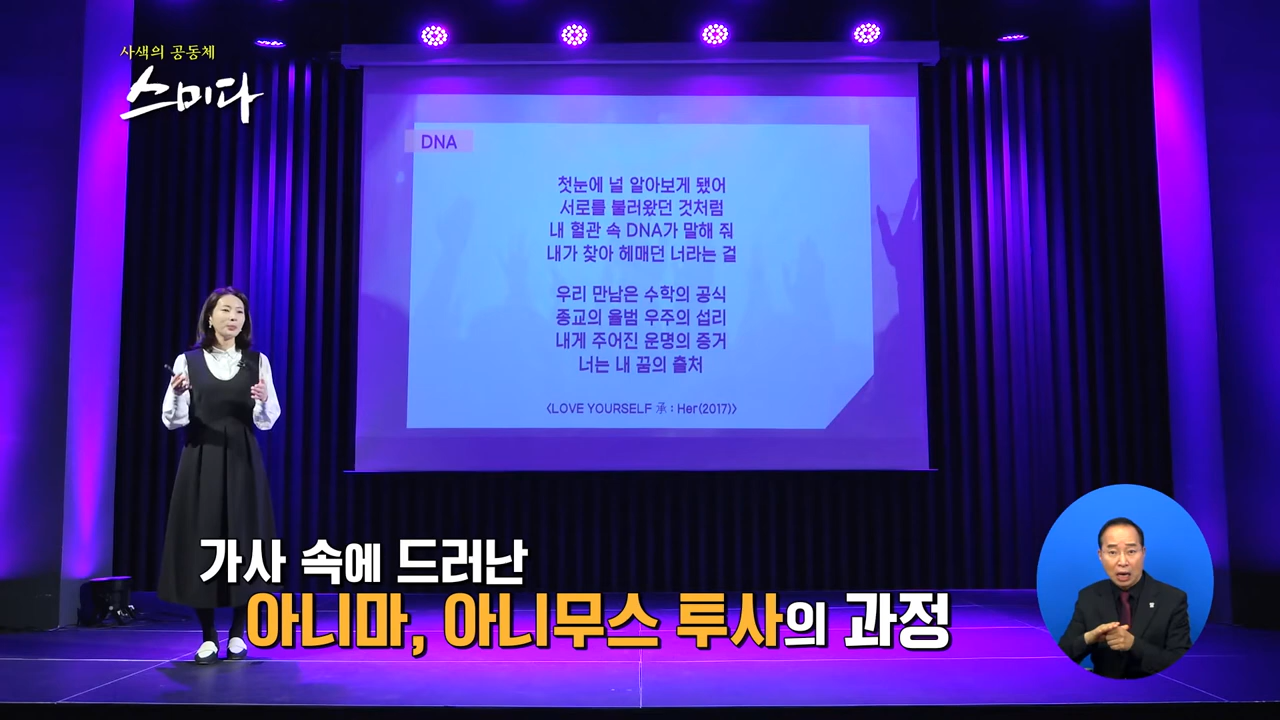 사색의 공동체
스미다
DNA
첫눈에 널 알아보게 됐어
서로를 불러왔던 것처럼
내 혈관 속 DNA가 말해 줘
내가 찾아 헤매던 너라는 걸
우리 만남은 수학의 공식
종교의 율범 우주의 섭리
내게 주어진 운명의 증거
너는 내 꿈의 출처
<LOVE YOURSELF 承 : Her(2017)>
가사 속에 드러난
아니마, 아니무스 투사의 과정